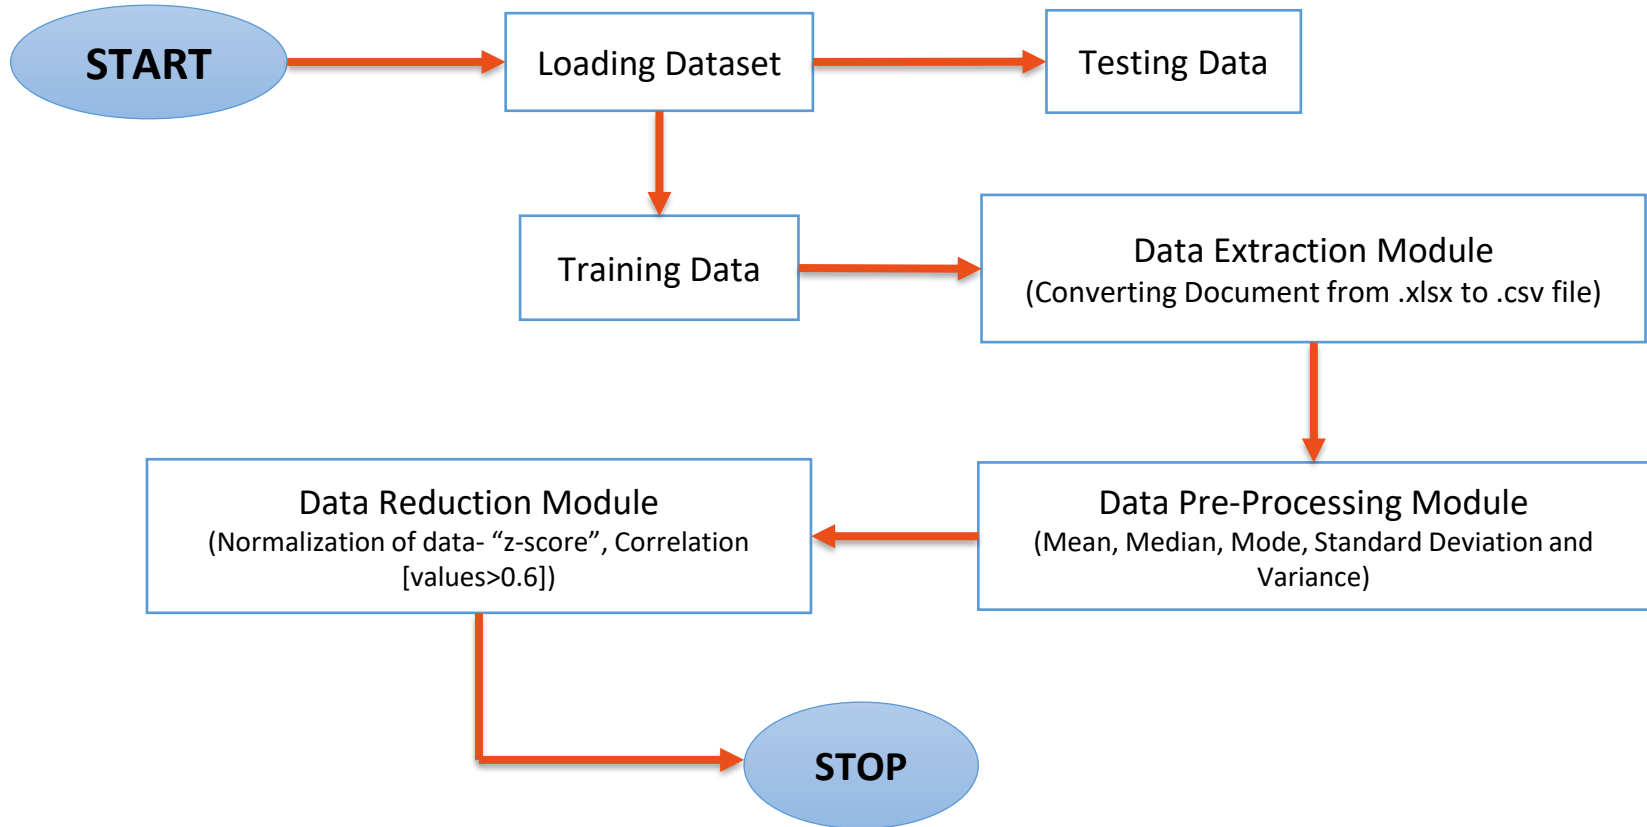 START
Loading Dataset
Testing Data
Training Data
Data Extraction Module
(Converting Document from .xlsx to .csv file)
Data Reduction Module
(Normalization of data- “z-score”, Correlation
[values>0.6])
Data Pre-Processing Module
(Mean, Median, Mode, Standard Deviation and
Variance)
STOP